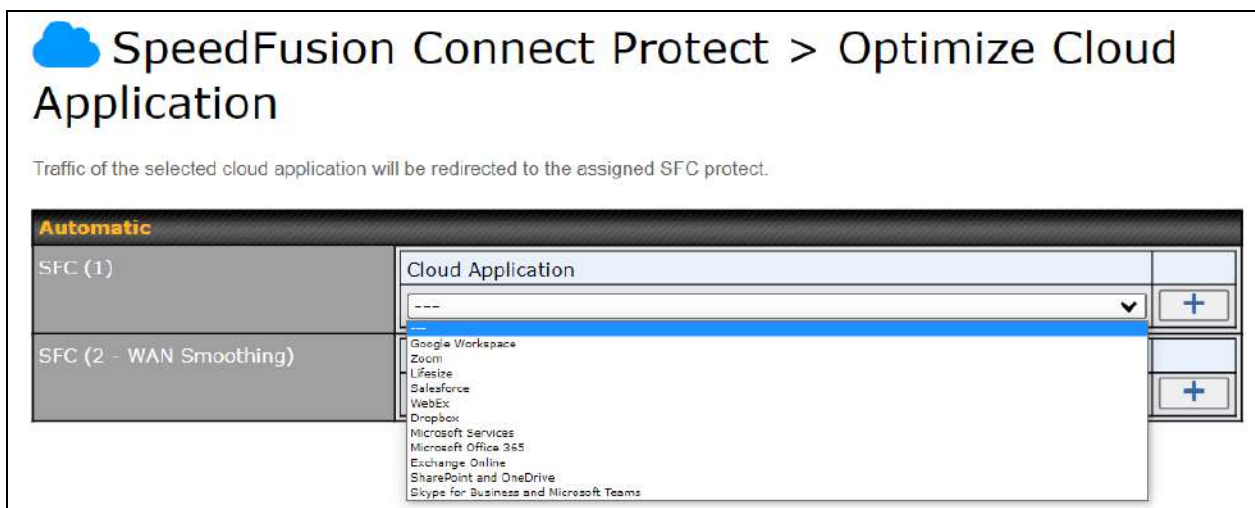 SpeedFusion Connect Protect > Optimize Cloud
Application
Traffic of the selected cloud application will be redirected to the assigned SFC protect.
Automatic
SFC (1)
Cloud Application
---
+
---
Google Workspace
Zoom
Lifesize
Salesforce
WebEx
Dropbox
Microsoft Services
Microsoft Office 365
Exchange Online
SharePoint and OneDrive
Skype for Business and Microsoft Teams
SFC (2 - WAN Smoothing)
+